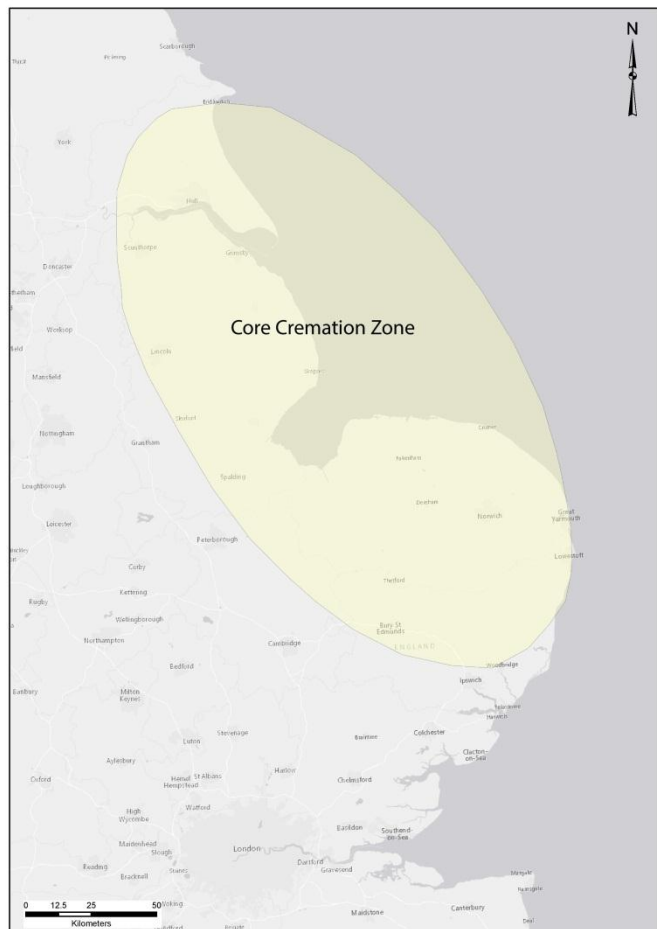 Scarborough
N
Bridlington
York
Hull
Scunthorpe
Grimsby
Doncaster
Worksop
Core Cremation Zone
Lincoln
Skegness
Mansfield
Sleaford
Nottingham
Grantham
Cromer
Spalding
Loughborough
Dereham
Norwich
Great
Yarmouth
Leicester
Peterborough
Lowestoft
Corby
Thetford
Kettering
Rugby
Wellingborough
Bury St
Edmunds
Northampton
Cambridge
ENGLAND
Bedford
Woodbridge
Ipswich
Banbury
Milton
Keynes
Felixstowe
Harwich
Luton
Stevenage
Braintree
Colchester
Clacton-
on-Sea
Aylesbury
Oxford
Hemel
Hempstead
St Albans
Harlow
Chelmsford
High
Wycombe
Watford
Basildon
Southend-
on-Sea
Maidenhead
Slough
London
Dartford
Gravesend
Reading
Bracknell
Staines
Margate
Ramsgate
0 12.5 25 50
Kilometers
Woking
Maidstone
Canterbury
Deal